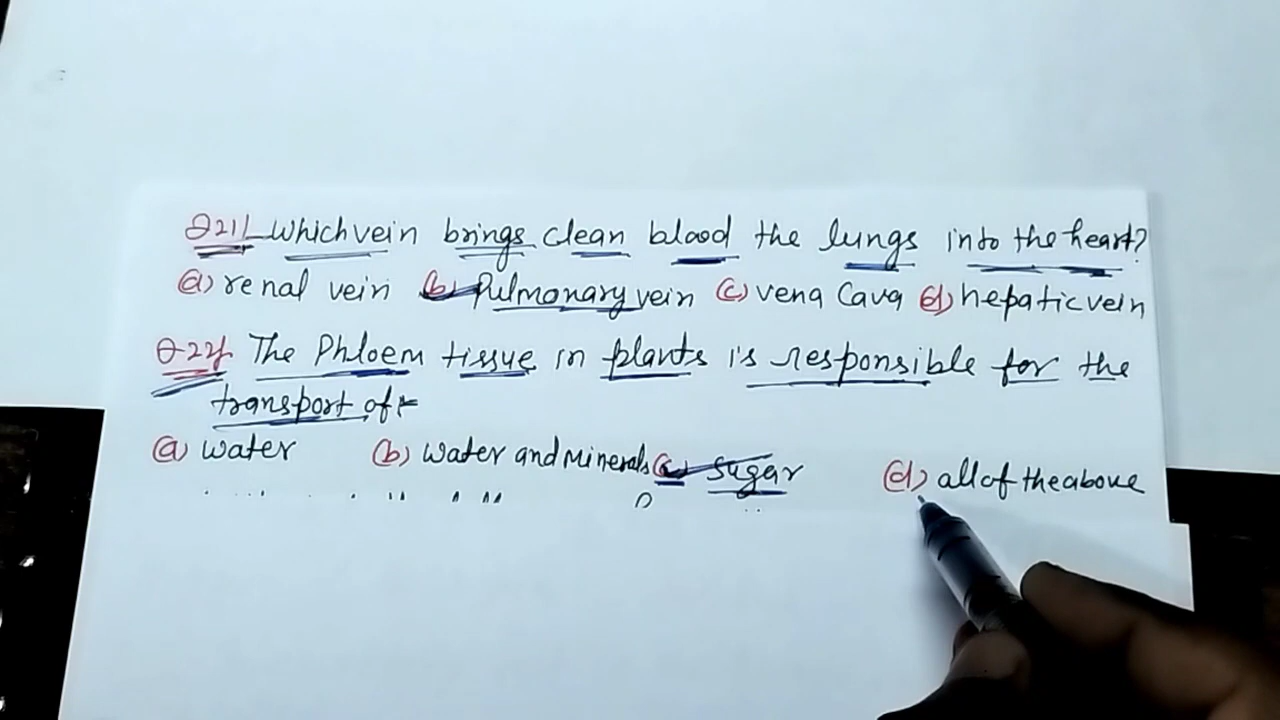 Q21) Which vein brings clean blood the lungs into the heart?
(a) renal vein (b) Pulmonary vein (c) vena Cava (d) hepatic vein
Q22) The Phloem tissue in plants is responsible for the
transport of:-
(a) water (b) water and Minerals (c) Sugar (d) all of the above